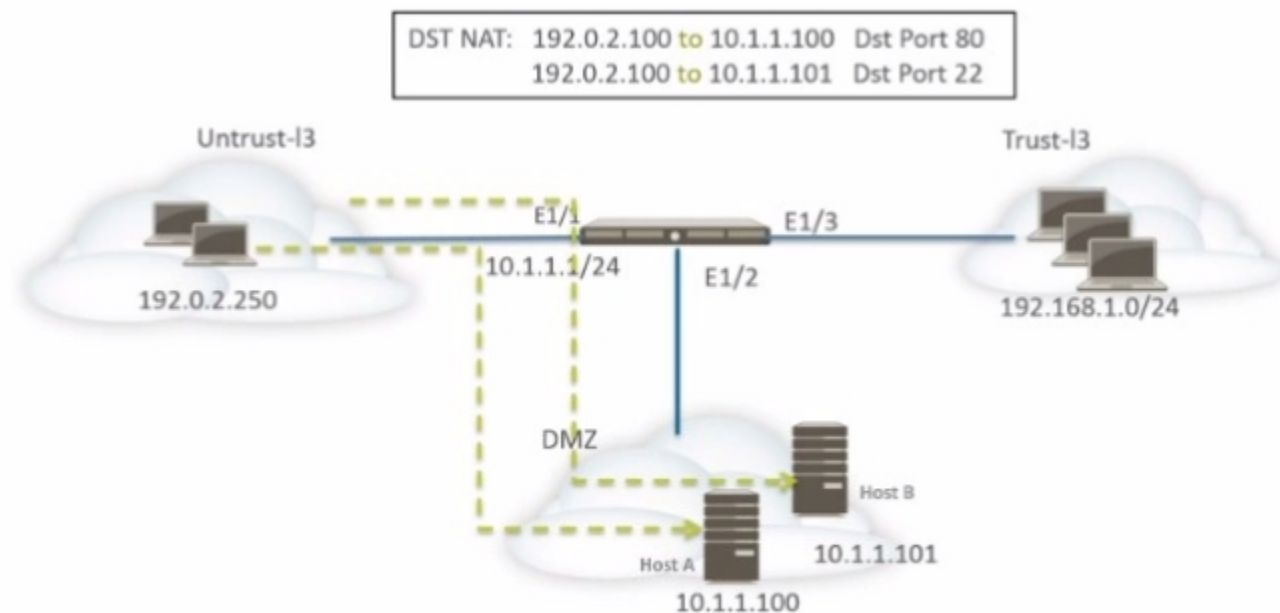 DST NAT: 192.0.2.100 to 10.1.1.100 Dst Port 80
192.0.2.100 to 10.1.1.101 Dst Port 22
Untrust-l3
Trust-l3
E1/1
E1/3
10.1.1.1/24
E1/2
192.0.2.250
192.168.1.0/24
DMZ
Host B
10.1.1.101
Host A
10.1.1.100